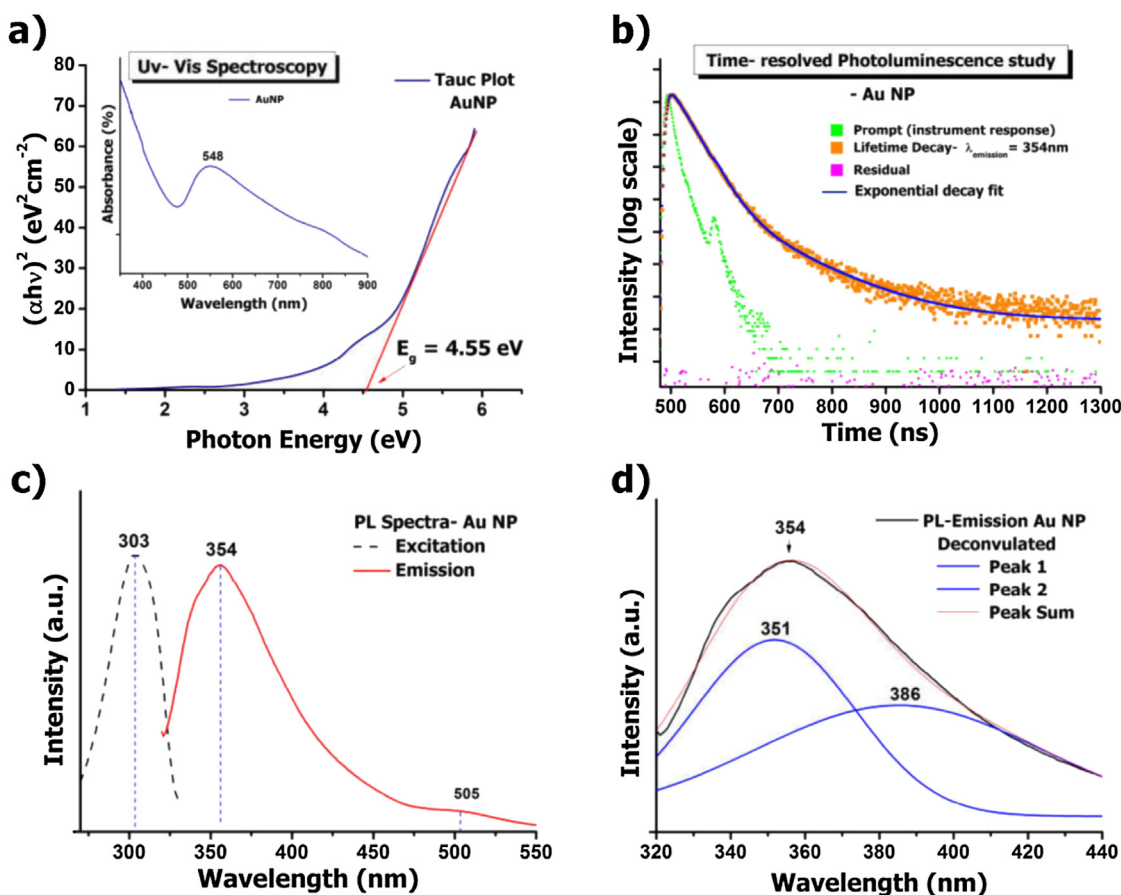 a)
Uv- Vis Spectroscopy
AuNP
548
Absorbance (%)
400 500 600 700 800 900
Wavelength (nm)
Tauc Plot
AuNP
(αhν)² (eV²cm⁻²)
80
70
60
50
40
30
20
10
0
E_g = 4.55 eV
1 2 3 4 5 6
Photon Energy (eV)
b)
Time- resolved Photoluminescence study
- Au NP
Prompt (instrument response)
Lifetime Decay- λ_emission = 354nm
Residual
Exponential decay fit
Intensity (log scale)
500 600 700 800 900 1000 1100 1200 1300
Time (ns)
c)
PL Spectra- Au NP
Excitation
Emission
303
354
505
Intensity (a.u.)
300 350 400 450 500 550
Wavelength (nm)
d)
PL-Emission Au NP
Deconvulated
Peak 1
Peak 2
Peak Sum
354
351
386
Intensity (a.u.)
320 340 360 380 400 420 440
Wavelength (nm)